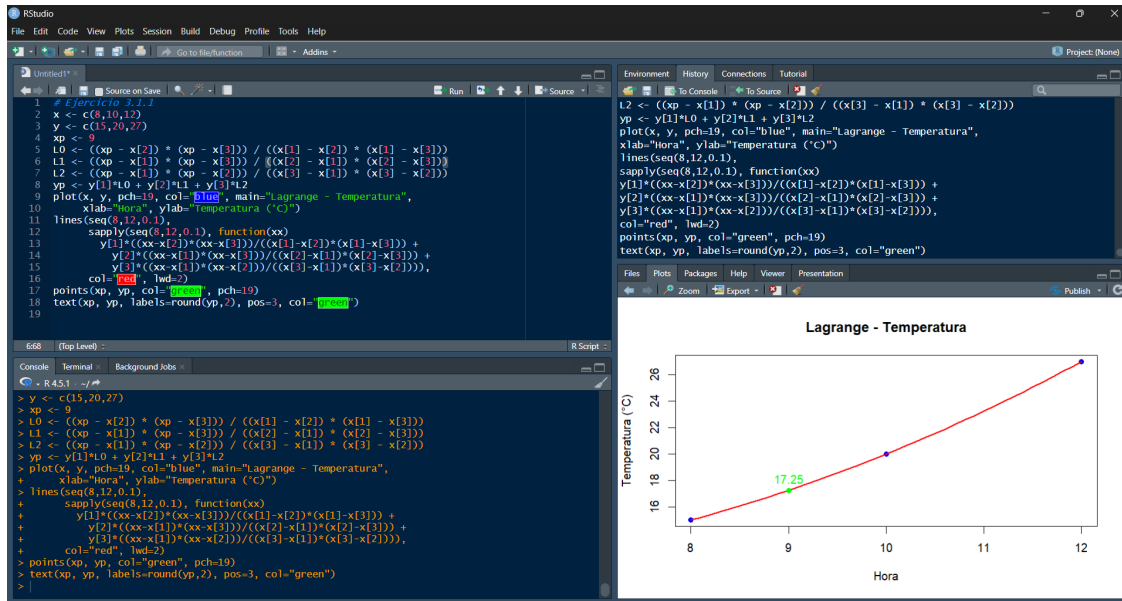 RStudio
File Edit Code View Plots Session Build Debug Profile Tools Help
Go to file/function Addins Project: (None)
Untitled1*
Source on Save Run Source
1 # Ejercicio 3.1.1
2 x <- c(8,10,12)
3 y <- c(15,20,27)
4 xp <- 9
5 L0 <- ((xp - x[2]) * (xp - x[3])) / ((x[1] - x[2]) * (x[1] - x[3]))
6 L1 <- ((xp - x[1]) * (xp - x[3])) / ((x[2] - x[1]) * (x[2] - x[3]))
7 L2 <- ((xp - x[1]) * (xp - x[2])) / ((x[3] - x[1]) * (x[3] - x[2]))
8 yp <- y[1]*L0 + y[2]*L1 + y[3]*L2
9 plot(x, y, pch=19, col="blue", main="Lagrange - Temperatura",
10 xlab="Hora", ylab="Temperatura (°C)")
11 lines(seq(8,12,0.1),
12 sapply(seq(8,12,0.1), function(xx)
13 y[1]*((xx-x[2])*(xx-x[3]))/((x[1]-x[2])*(x[1]-x[3])) +
14 y[2]*((xx-x[1])*(xx-x[3]))/((x[2]-x[1])*(x[2]-x[3])) +
15 y[3]*((xx-x[1])*(xx-x[2]))/((x[3]-x[1])*(x[3]-x[2]))),
16 col="red", lwd=2)
17 points(xp, yp, col="green", pch=19)
18 text(xp, yp, labels=round(yp,2), pos=3, col="green")
19
6:68 (Top Level) R Script
Console Terminal Background Jobs
R 4.5.1 · ~/
> y <- c(15,20,27)
> xp <- 9
> L0 <- ((xp - x[2]) * (xp - x[3])) / ((x[1] - x[2]) * (x[1] - x[3]))
> L1 <- ((xp - x[1]) * (xp - x[3])) / ((x[2] - x[1]) * (x[2] - x[3]))
> L2 <- ((xp - x[1]) * (xp - x[2])) / ((x[3] - x[1]) * (x[3] - x[2]))
> yp <- y[1]*L0 + y[2]*L1 + y[3]*L2
> plot(x, y, pch=19, col="blue", main="Lagrange - Temperatura",
+ xlab="Hora", ylab="Temperatura (°C)")
> lines(seq(8,12,0.1),
+ sapply(seq(8,12,0.1), function(xx)
+ y[1]*((xx-x[2])*(xx-x[3]))/((x[1]-x[2])*(x[1]-x[3])) +
+ y[2]*((xx-x[1])*(xx-x[3]))/((x[2]-x[1])*(x[2]-x[3])) +
+ y[3]*((xx-x[1])*(xx-x[2]))/((x[3]-x[1])*(x[3]-x[2]))),
+ col="red", lwd=2)
> points(xp, yp, col="green", pch=19)
> text(xp, yp, labels=round(yp,2), pos=3, col="green")
>
Environment History Connections Tutorial
To Console To Source
L2 <- ((xp - x[1]) * (xp - x[2])) / ((x[3] - x[1]) * (x[3] - x[2]))
yp <- y[1]*L0 + y[2]*L1 + y[3]*L2
plot(x, y, pch=19, col="blue", main="Lagrange - Temperatura",
xlab="Hora", ylab="Temperatura (°C)")
lines(seq(8,12,0.1),
sapply(seq(8,12,0.1), function(xx)
y[1]*((xx-x[2])*(xx-x[3]))/((x[1]-x[2])*(x[1]-x[3])) +
y[2]*((xx-x[1])*(xx-x[3]))/((x[2]-x[1])*(x[2]-x[3])) +
y[3]*((xx-x[1])*(xx-x[2]))/((x[3]-x[1])*(x[3]-x[2]))),
col="red", lwd=2)
points(xp, yp, col="green", pch=19)
text(xp, yp, labels=round(yp,2), pos=3, col="green")
Files Plots Packages Help Viewer Presentation
Zoom Export Publish
Lagrange - Temperatura
Temperatura (°C)
26
24
22
20
18
16
17.25
8 9 10 11 12
Hora